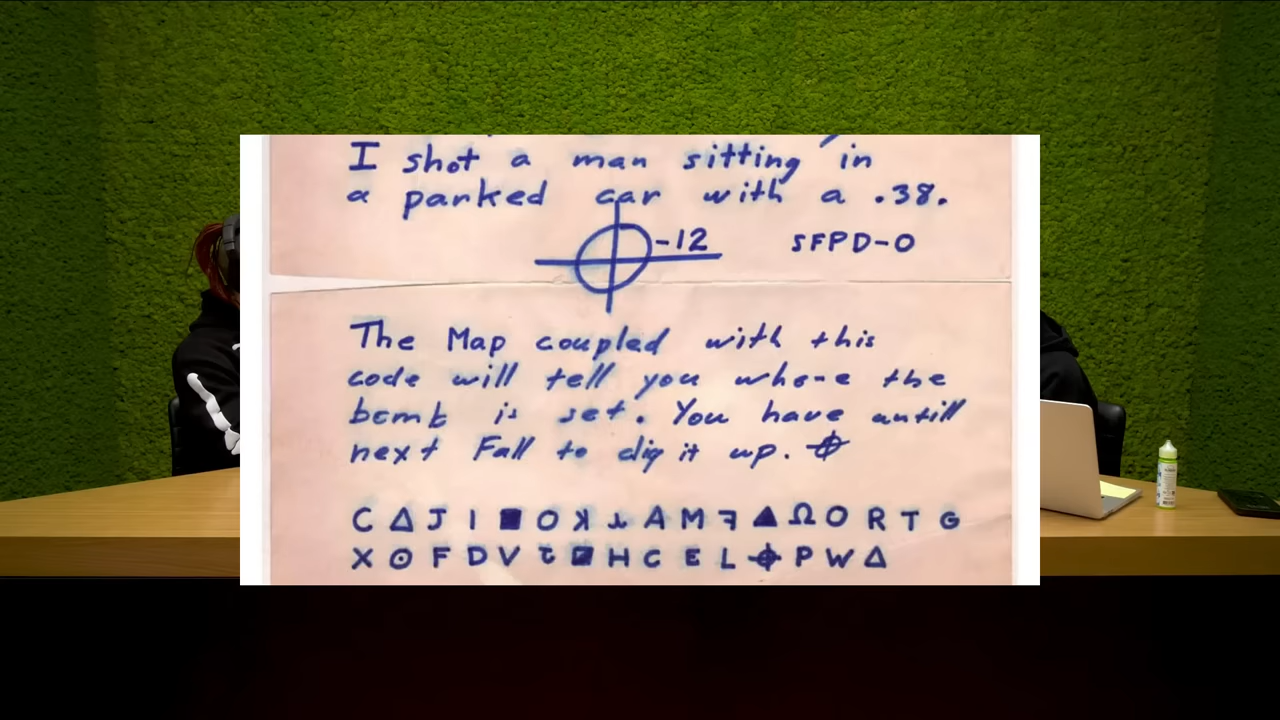 I shot a man sitting in
a parked car with a .38.
-12 SFPD-0
The Map coupled with this
code will tell you whore the
bomb is set. You have antill
next Fall to dig it up. ⌖
C Δ J I ■ O ꓘ ⅄ A M ꟻ ▲ Ω O R T G
X ⊙ F D V Ʇ ◪ H C E L ⌖ P W Δ